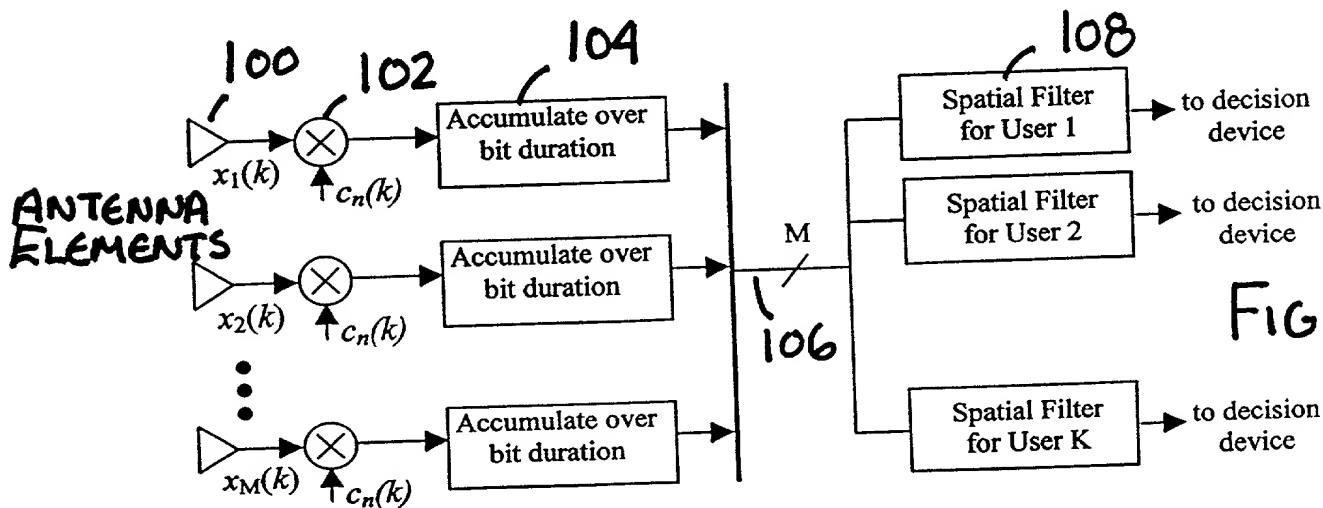 100
102
104
108
Accumulate over
bit duration
x₁(k)
cₙ(k)
Spatial Filter
for User 1
to decision
device
ANTENNA
ELEMENTS
Accumulate over
bit duration
x₂(k)
cₙ(k)
M
106
Spatial Filter
for User 2
to decision
device
FIG
Accumulate over
bit duration
x_M(k)
cₙ(k)
Spatial Filter
for User K
to decision
device